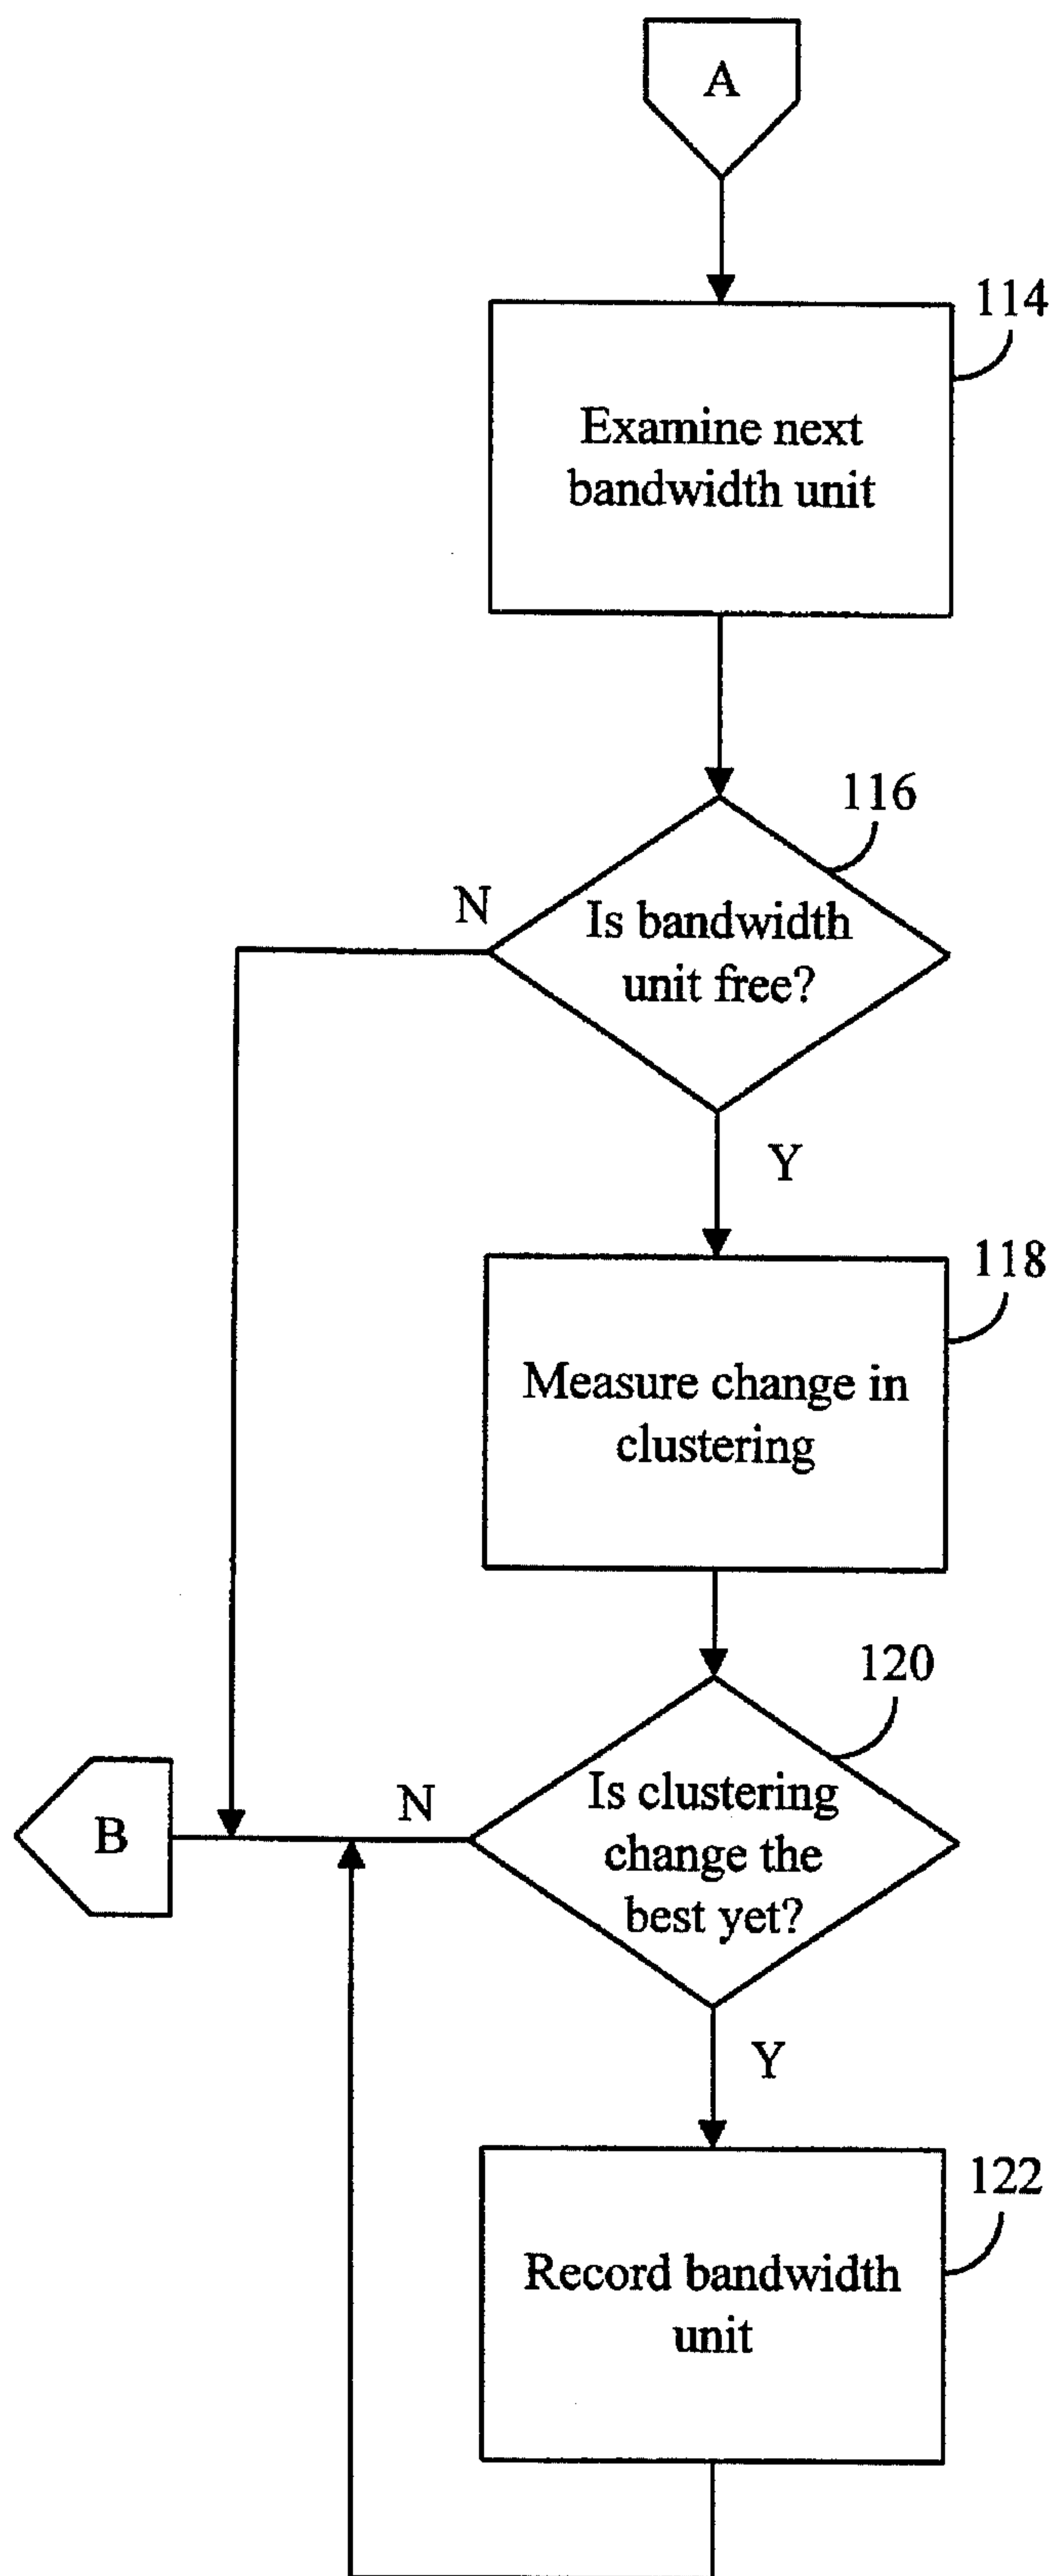 A
114
Examine next
bandwidth unit
116
N
Is bandwidth
unit free?
Y
118
Measure change in
clustering
120
B
N
Is clustering
change the
best yet?
Y
122
Record bandwidth
unit